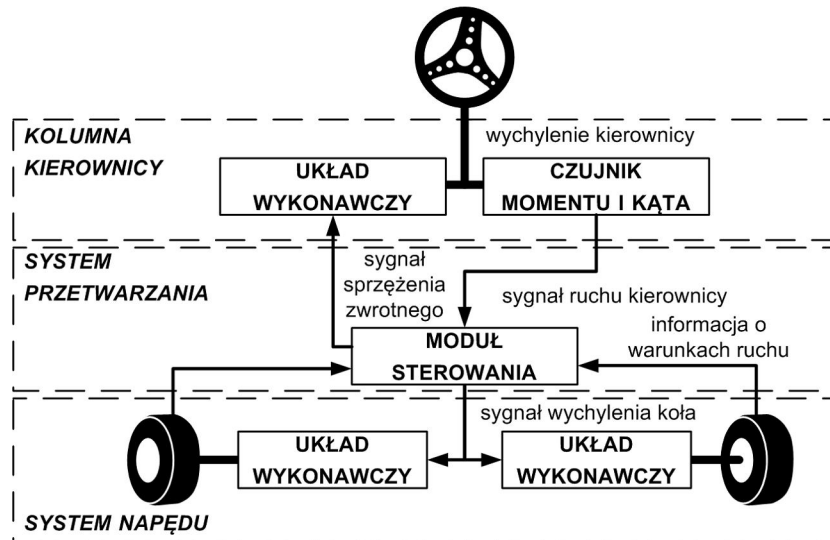 KOLUMNA
KIEROWNICY
wychylenie kierownicy
UKŁAD
WYKONAWCZY
CZUJNIK
MOMENTU I KĄTA
SYSTEM
PRZETWARZANIA
sygnał
sprzężenia
zwrotnego
sygnał ruchu kierownicy
informacja o
warunkach ruchu
MODUŁ
STEROWANIA
sygnał wychylenia koła
UKŁAD
WYKONAWCZY
UKŁAD
WYKONAWCZY
SYSTEM NAPĘDU